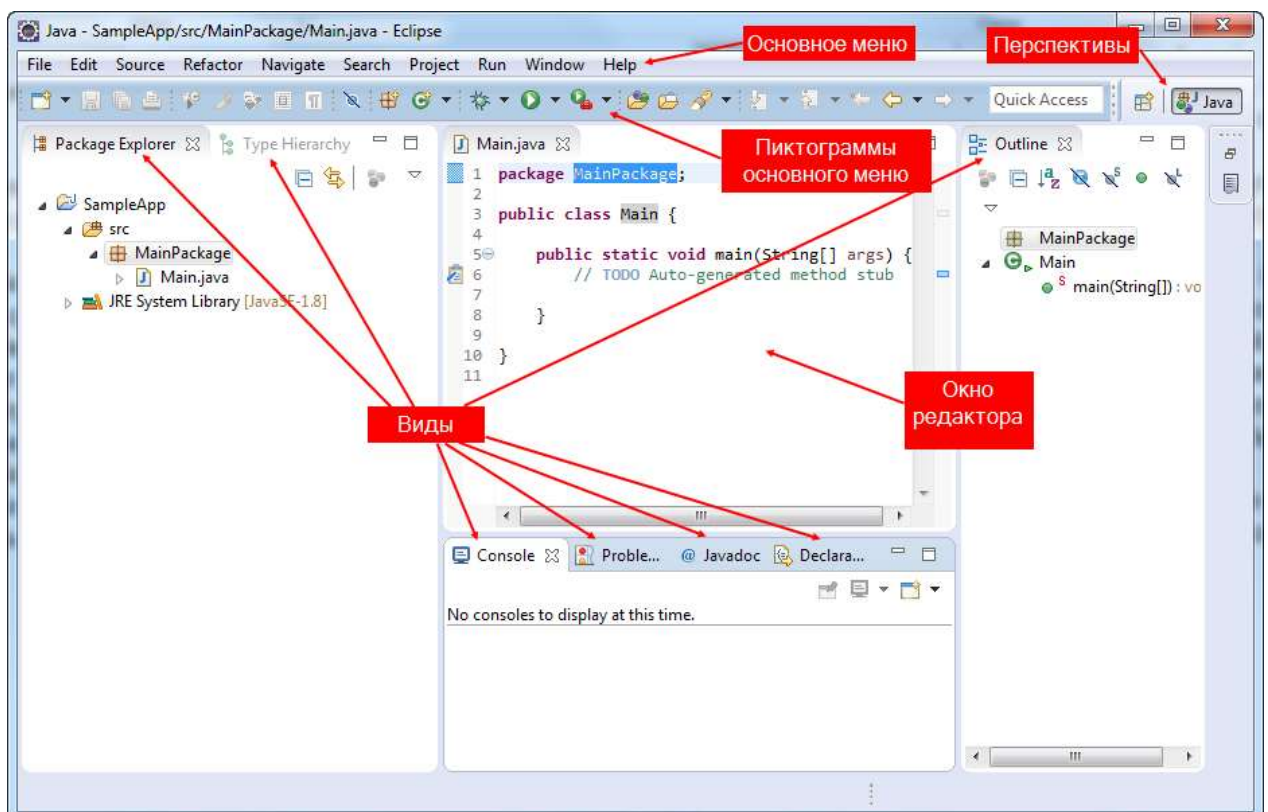 Java - SampleApp/src/MainPackage/Main.java - Eclipse
Основное меню
Перспективы
File Edit Source Refactor Navigate Search Project Run Window Help
Quick Access
Java
Package Explorer
Type Hierarchy
Main.java
Пиктограммы
основного меню
Outline
SampleApp
src
MainPackage
Main.java
JRE System Library [JavaSE-1.8]
1 package MainPackage;
2
3 public class Main {
4
5 public static void main(String[] args) {
6 // TODO Auto-generated method stub
7
8 }
9
10 }
11
MainPackage
Main
main(String[]) : vo
Окно
редактора
Виды
Console
Proble...
@ Javadoc
Declara...
No consoles to display at this time.